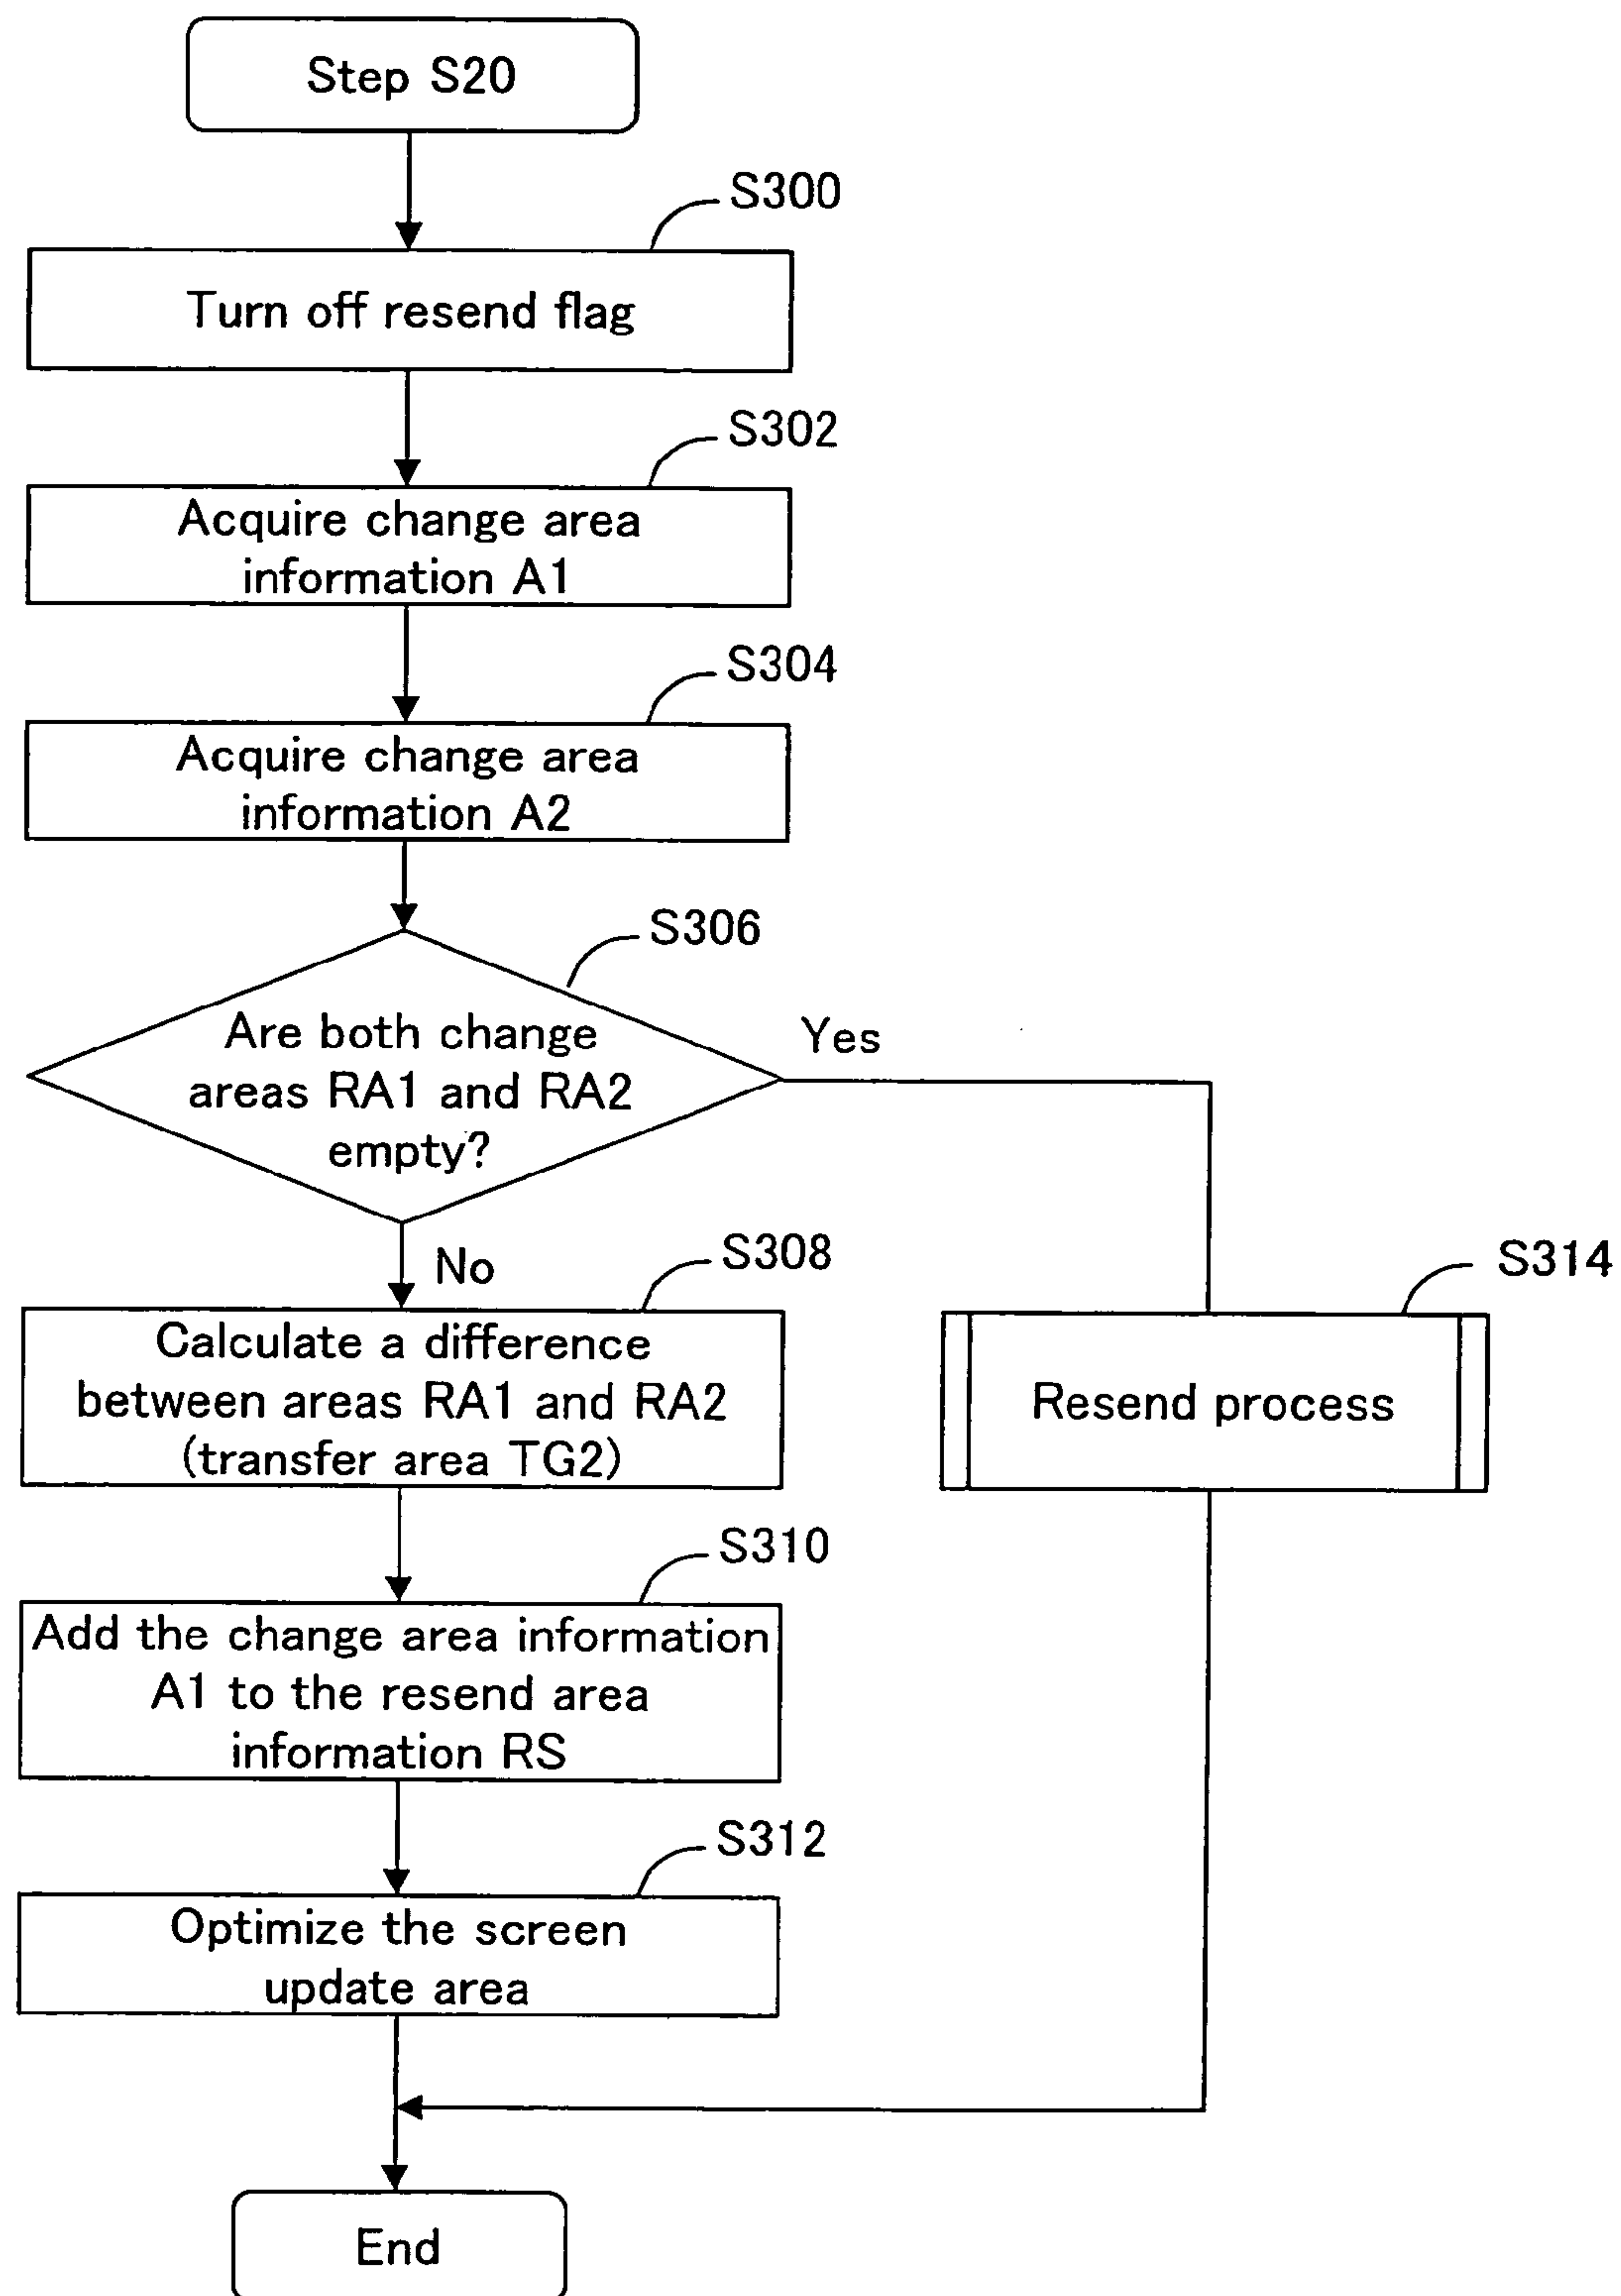 Step S20
S300
Turn off resend flag
S302
Acquire change area
information A1
S304
Acquire change area
information A2
S306
Are both change
areas RA1 and RA2
empty?
Yes
No
S308
Calculate a difference
between areas RA1 and RA2
(transfer area TG2)
S314
Resend process
S310
Add the change area information
A1 to the resend area
information RS
S312
Optimize the screen
update area
End